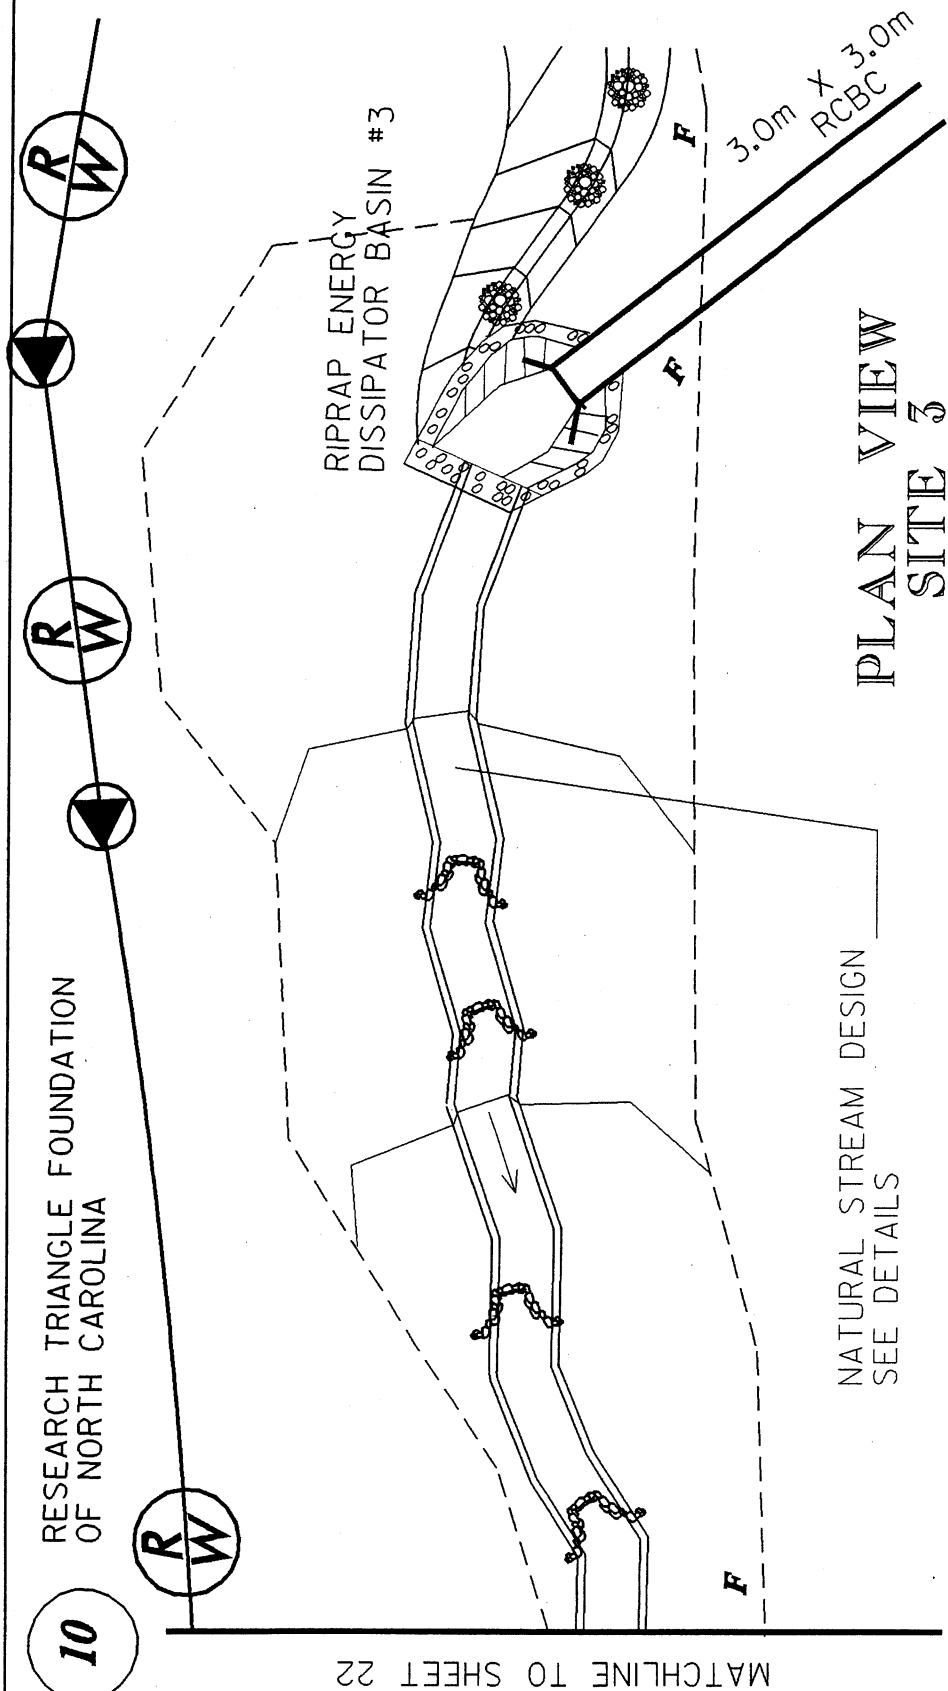 10
RESEARCH TRIANGLE FOUNDATION
OF NORTH CAROLINA
R
W
R
W
R
W
RIPRAP ENERGY
DISSIPATOR BASIN #3
3.0m X 3.0m
RCBC
F
F
F
NATURAL STREAM DESIGN
SEE DETAILS
MATCHLINE TO SHEET 22
PLAN VIEW
SITE 3